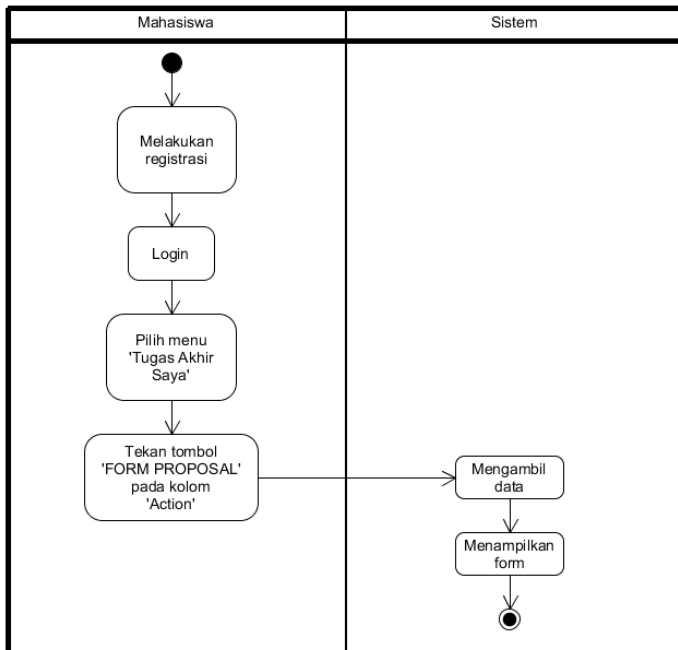 Mahasiswa
Sistem
Melakukan
registrasi
Login
Pilih menu
'Tugas Akhir
Saya'
Tekan tombol
'FORM PROPOSAL'
pada kolom
'Action'
Mengambil
data
Menampilkan
form